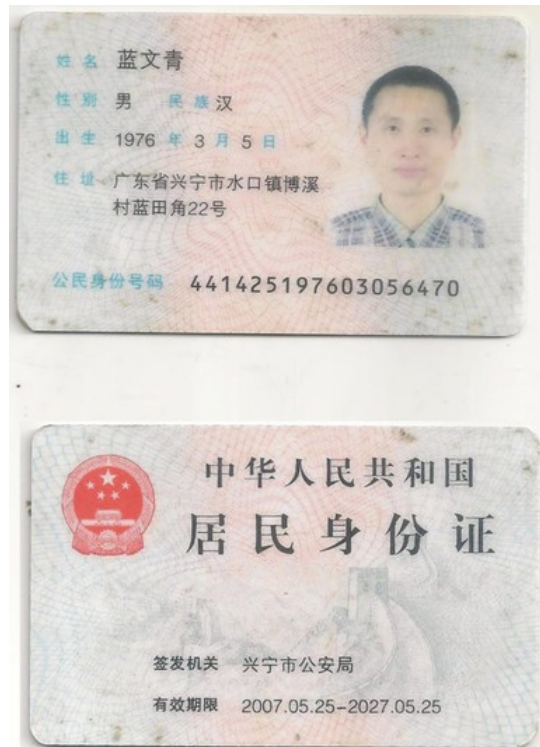 姓名 蓝文青
性别 男 民族 汉
出生 1976 年 3 月 5 日
住址 广东省兴宁市水口镇博溪
村蓝田角22号
公民身份号码 441425197603056470
中华人民共和国
居民身份证
签发机关 兴宁市公安局
有效期限 2007.05.25-2027.05.25